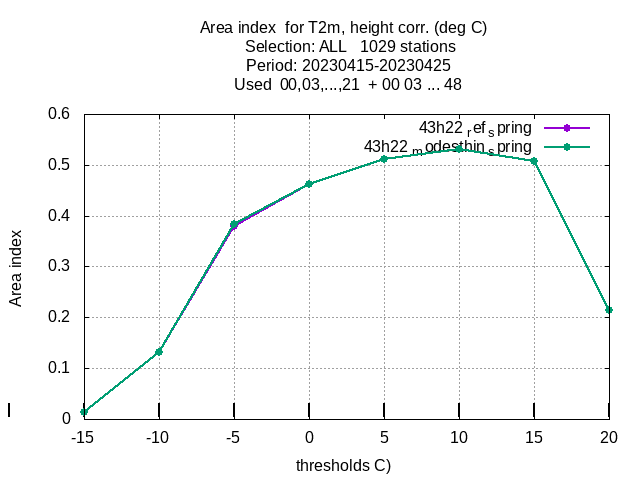 Area index  for T2m, height corr. (deg C)
Selection: ALL   1029 stations
Period: 20230415-20230425
Used  00,03,...,21  + 00 03 ... 48
43h22 ref spring
43h22 modesthin spring
0.6
0.5
0.4
0.3
0.2
0.1
0
Area index
-15 -10 -5 0 5 10 15 20
thresholds C)